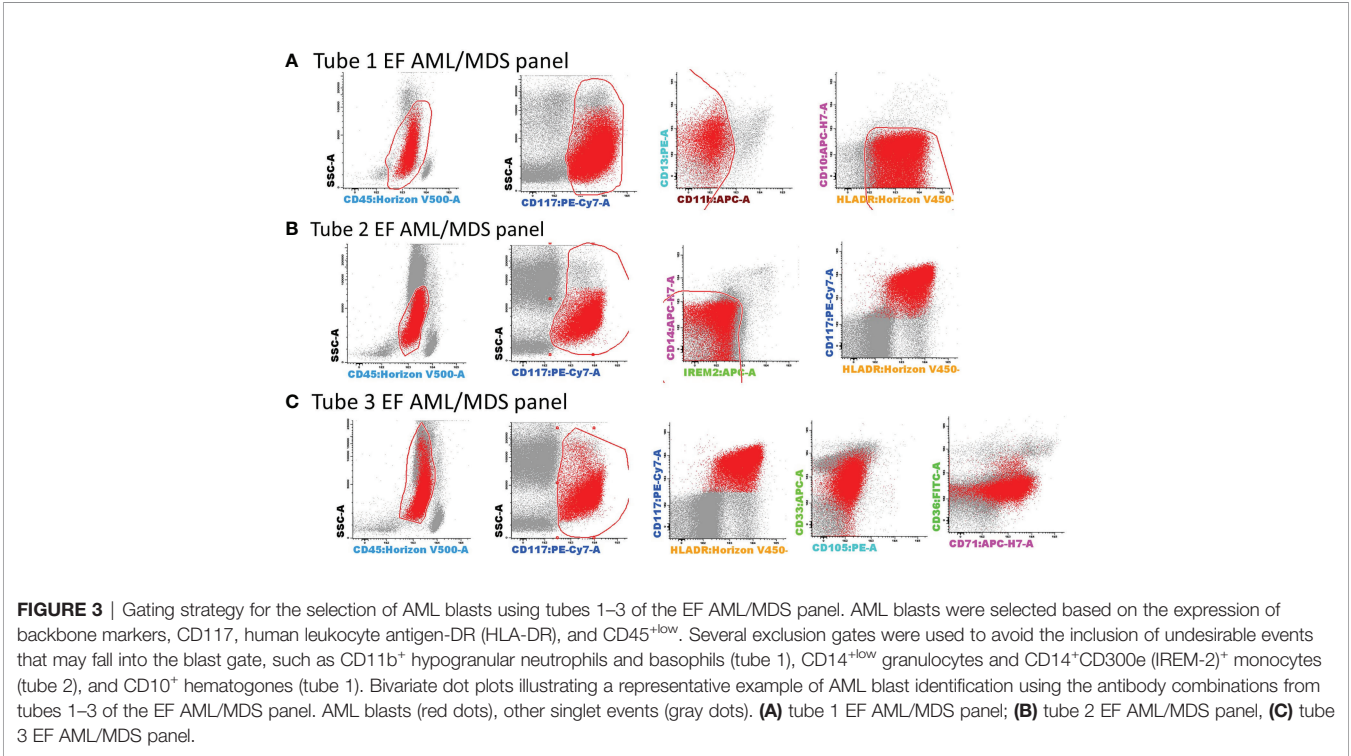 A Tube 1 EF AML/MDS panel
SSC-A
CD45:Horizon V500-A
SSC-A
CD117:PE-Cy7-A
CD13:PE-A
CD11b:APC-A
CD10:APC-H7-A
HLADR:Horizon V450-
B Tube 2 EF AML/MDS panel
SSC-A
CD45:Horizon V500-A
SSC-A
CD117:PE-Cy7-A
CD14:APC-H7-A
IREM2:APC-A
CD117:PE-Cy7-A
HLADR:Horizon V450-
C Tube 3 EF AML/MDS panel
SSC-A
CD45:Horizon V500-A
SSC-A
CD117:PE-Cy7-A
CD117:PE-Cy7-A
HLADR:Horizon V450-
CD33:APC-A
CD105:PE-A
CD36:FITC-A
CD71:APC-H7-A
FIGURE 3 | Gating strategy for the selection of AML blasts using tubes 1–3 of the EF AML/MDS panel. AML blasts were selected based on the expression of
backbone markers, CD117, human leukocyte antigen-DR (HLA-DR), and CD45+low. Several exclusion gates were used to avoid the inclusion of undesirable events
that may fall into the blast gate, such as CD11b+ hypogranular neutrophils and basophils (tube 1), CD14+low granulocytes and CD14+CD300e (IREM-2)+ monocytes
(tube 2), and CD10+ hematogones (tube 1). Bivariate dot plots illustrating a representative example of AML blast identification using the antibody combinations from
tubes 1–3 of the EF AML/MDS panel. AML blasts (red dots), other singlet events (gray dots). (A) tube 1 EF AML/MDS panel; (B) tube 2 EF AML/MDS panel, (C) tube
3 EF AML/MDS panel.